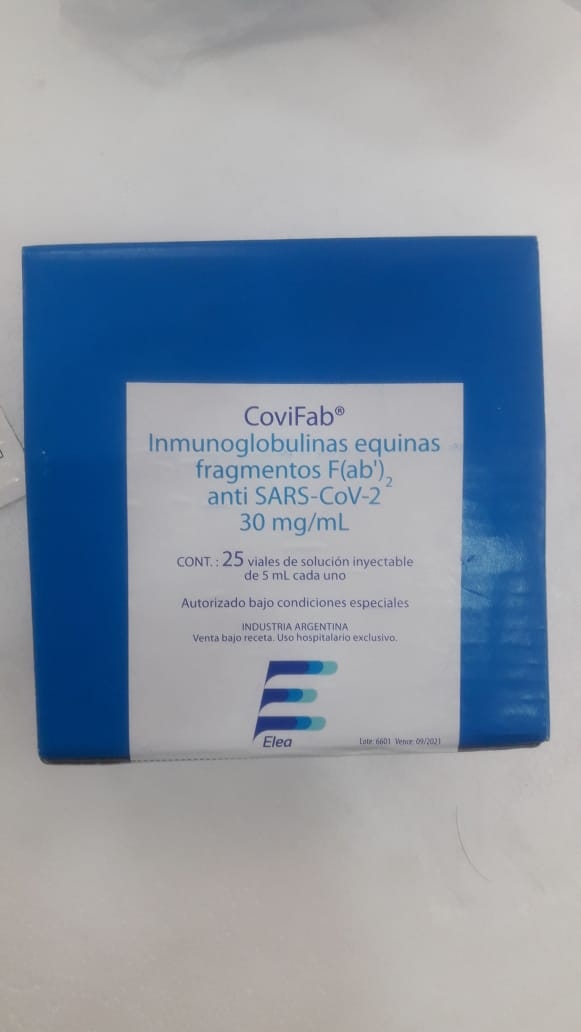 CoviFab®
Inmunoglobulinas equinas
fragmentos F(ab')2
anti SARS-CoV-2
30 mg/mL
CONT. : 25 viales de solución inyectable
de 5 mL cada uno
Autorizado bajo condiciones especiales
INDUSTRIA ARGENTINA
Venta bajo receta. Uso hospitalario exclusivo.
Elea
Lote: 6601 Vence: 09/2021